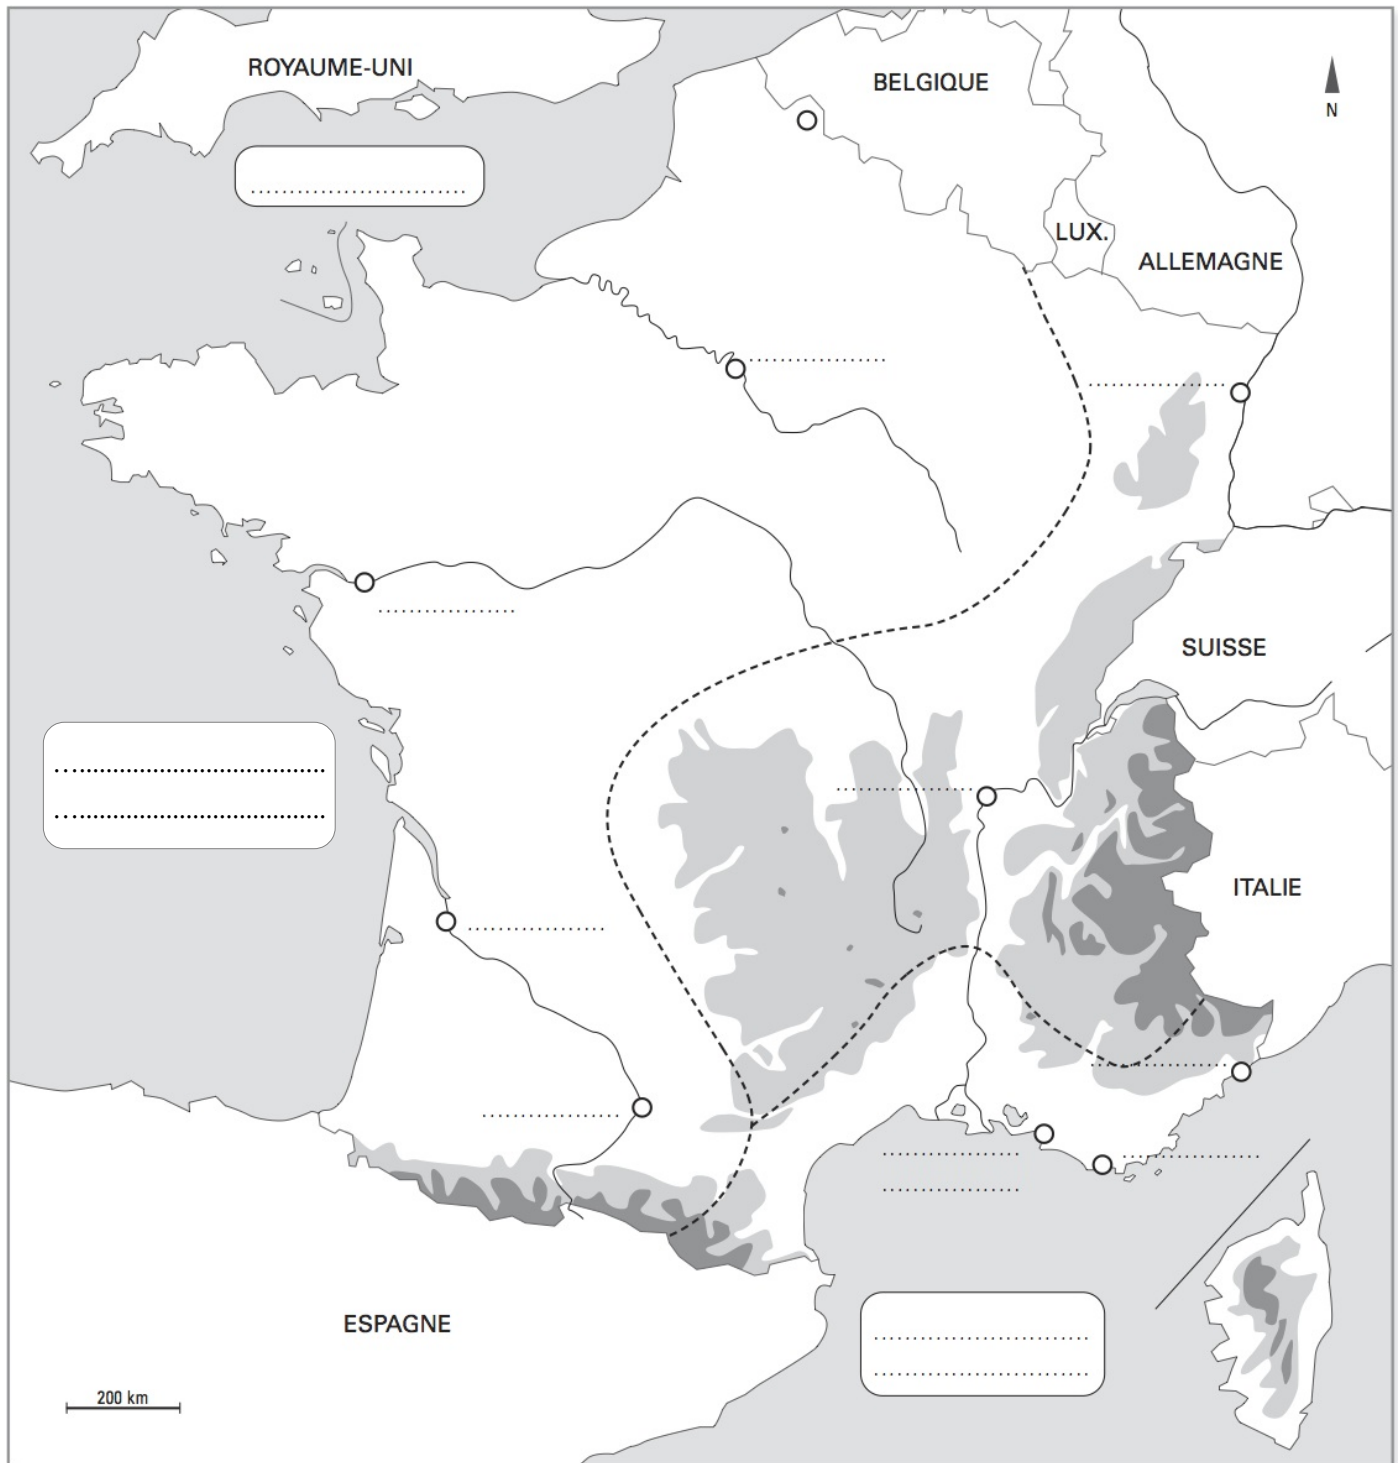 ROYAUME-UNI
BELGIQUE
N
LUX.
ALLEMAGNE
SUISSE
ITALIE
ESPAGNE
200 km